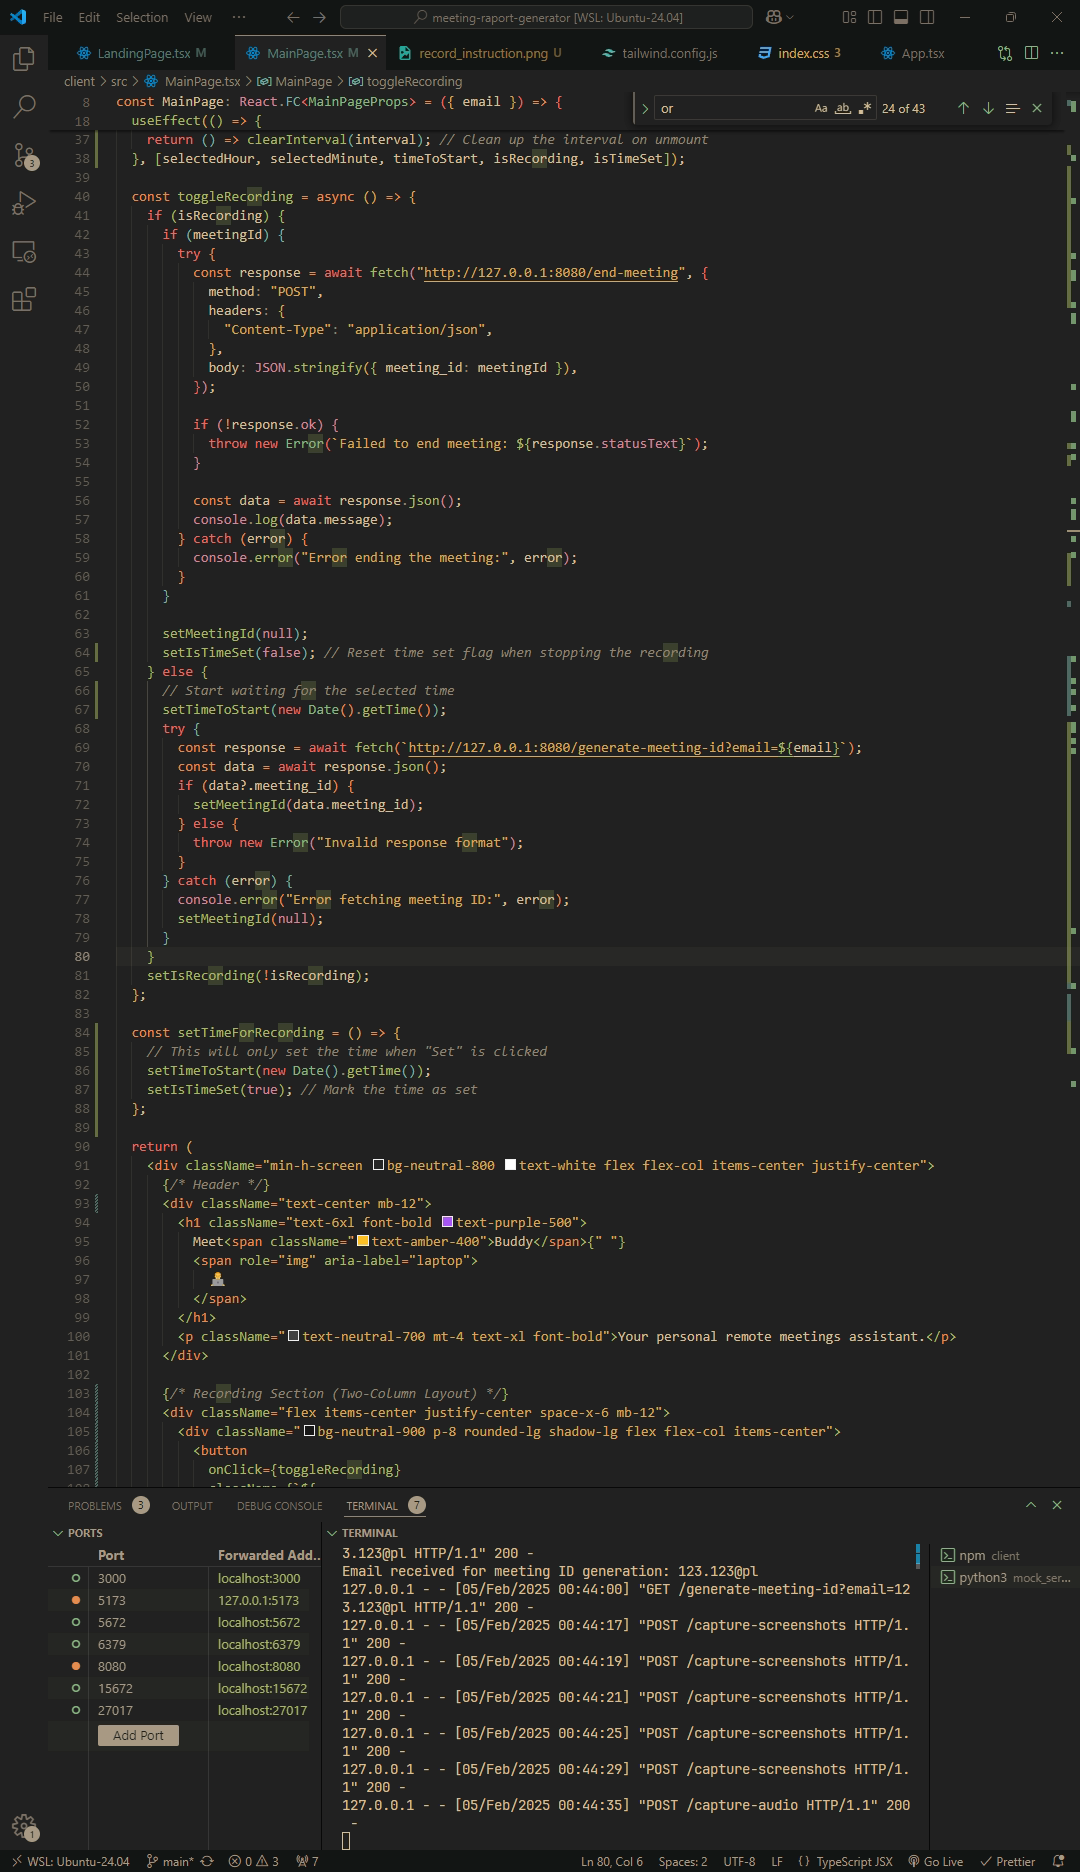 File Edit Selection View ··· meeting-raport-generator [WSL: Ubuntu-24.04]
LandingPage.tsx M MainPage.tsx M record_instruction.png U tailwind.config.js index.css 3 App.tsx
client > src > MainPage.tsx > MainPage > toggleRecording
or Aa ab .* 24 of 43
8 const MainPage: React.FC<MainPageProps> = ({ email }) => {
18 useEffect(() => {
37 return () => clearInterval(interval); // Clean up the interval on unmount
38 }, [selectedHour, selectedMinute, timeToStart, isRecording, isTimeSet]);
39
40 const toggleRecording = async () => {
41 if (isRecording) {
42 if (meetingId) {
43 try {
44 const response = await fetch("http://127.0.0.1:8080/end-meeting", {
45 method: "POST",
46 headers: {
47 "Content-Type": "application/json",
48 },
49 body: JSON.stringify({ meeting_id: meetingId }),
50 });
51
52 if (!response.ok) {
53 throw new Error(`Failed to end meeting: ${response.statusText}`);
54 }
55
56 const data = await response.json();
57 console.log(data.message);
58 } catch (error) {
59 console.error("Error ending the meeting:", error);
60 }
61 }
62
63 setMeetingId(null);
64 setIsTimeSet(false); // Reset time set flag when stopping the recording
65 } else {
66 // Start waiting for the selected time
67 setTimeToStart(new Date().getTime());
68 try {
69 const response = await fetch(`http://127.0.0.1:8080/generate-meeting-id?email=${email}`);
70 const data = await response.json();
71 if (data?.meeting_id) {
72 setMeetingId(data.meeting_id);
73 } else {
74 throw new Error("Invalid response format");
75 }
76 } catch (error) {
77 console.error("Error fetching meeting ID:", error);
78 setMeetingId(null);
79 }
80 }
81 setIsRecording(!isRecording);
82 };
83
84 const setTimeForRecording = () => {
85 // This will only set the time when "Set" is clicked
86 setTimeToStart(new Date().getTime());
87 setIsTimeSet(true); // Mark the time as set
88 };
89
90 return (
91 <div className="min-h-screen bg-neutral-800 text-white flex flex-col items-center justify-center">
92 {/* Header */}
93 <div className="text-center mb-12">
94 <h1 className="text-6xl font-bold text-purple-500">
95 Meet<span className="text-amber-400">Buddy</span>{" "}
96 <span role="img" aria-label="laptop">
97
98 </span>
99 </h1>
100 <p className="text-neutral-700 mt-4 text-xl font-bold">Your personal remote meetings assistant.</p>
101 </div>
102
103 {/* Recording Section (Two-Column Layout) */}
104 <div className="flex items-center justify-center space-x-6 mb-12">
105 <div className="bg-neutral-900 p-8 rounded-lg shadow-lg flex flex-col items-center">
106 <button
107 onClick={toggleRecording}
PROBLEMS 3 OUTPUT DEBUG CONSOLE TERMINAL 7
PORTS
Port Forwarded Add...
3000 localhost:3000
5173 127.0.0.1:5173
5672 localhost:5672
6379 localhost:6379
8080 localhost:8080
15672 localhost:15672
27017 localhost:27017
Add Port
TERMINAL
3.123@pl HTTP/1.1" 200 -
Email received for meeting ID generation: 123.123@pl
127.0.0.1 - - [05/Feb/2025 00:44:00] "GET /generate-meeting-id?email=12
3.123@pl HTTP/1.1" 200 -
127.0.0.1 - - [05/Feb/2025 00:44:17] "POST /capture-screenshots HTTP/1.
1" 200 -
127.0.0.1 - - [05/Feb/2025 00:44:19] "POST /capture-screenshots HTTP/1.
1" 200 -
127.0.0.1 - - [05/Feb/2025 00:44:21] "POST /capture-screenshots HTTP/1.
1" 200 -
127.0.0.1 - - [05/Feb/2025 00:44:25] "POST /capture-screenshots HTTP/1.
1" 200 -
127.0.0.1 - - [05/Feb/2025 00:44:29] "POST /capture-screenshots HTTP/1.
1" 200 -
127.0.0.1 - - [05/Feb/2025 00:44:35] "POST /capture-audio HTTP/1.1" 200
-
npm client
python3 mock_ser...
3
1
WSL: Ubuntu-24.04 main* 0 3 7 Ln 80, Col 6 Spaces: 2 UTF-8 LF {} TypeScript JSX Go Live Prettier